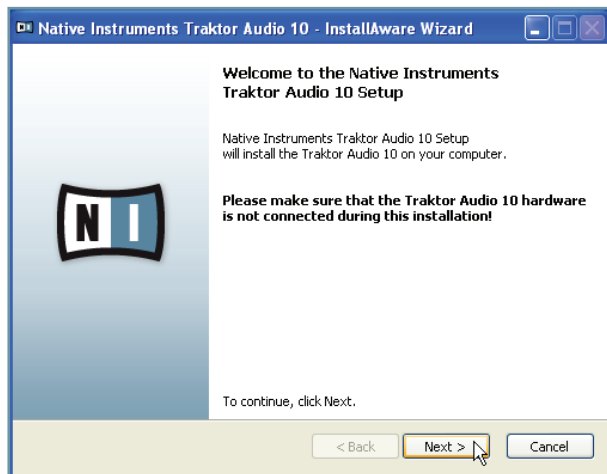 Native Instruments Traktor Audio 10 - InstallAware Wizard
Welcome to the Native Instruments
Traktor Audio 10 Setup
Native Instruments Traktor Audio 10 Setup
will install the Traktor Audio 10 on your computer.
Please make sure that the Traktor Audio 10 hardware
is not connected during this installation!
N I
To continue, click Next.
< Back Next > Cancel